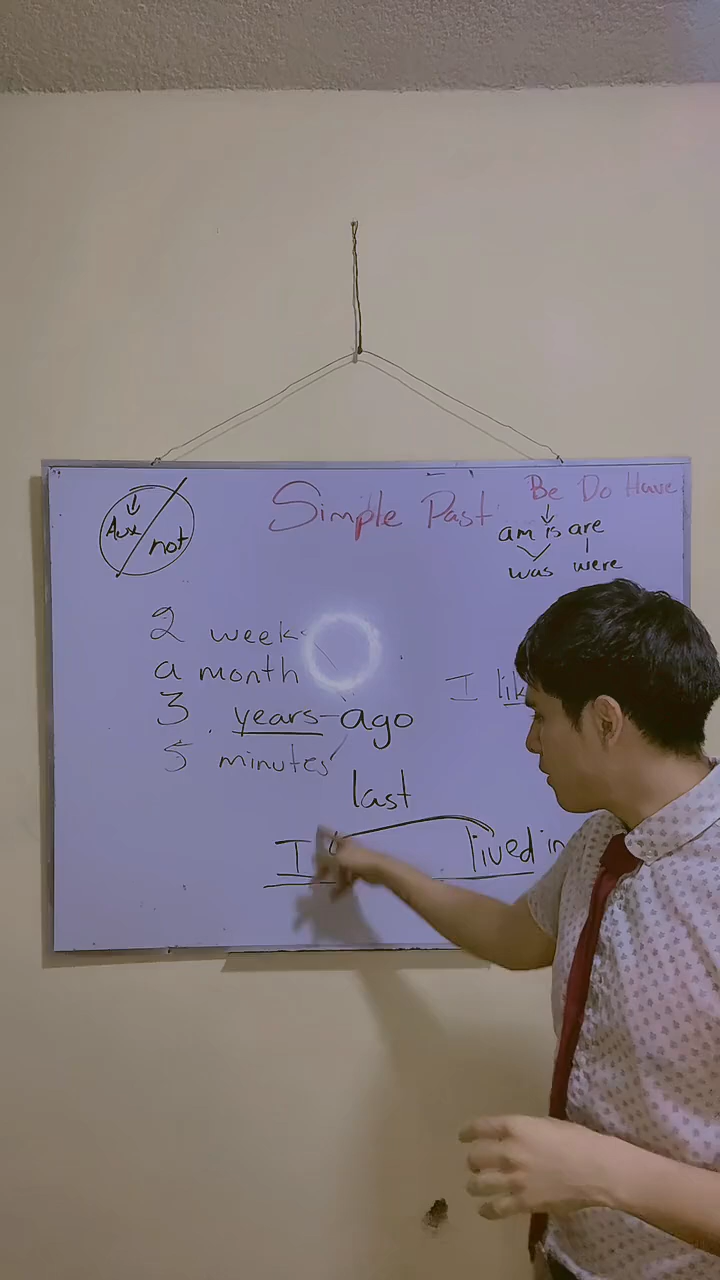 Simple Past Be Do Have
Aux/not
am is are
was were
2 week
a month
3 years-ago
5 minutes
I lik
last
I lived in